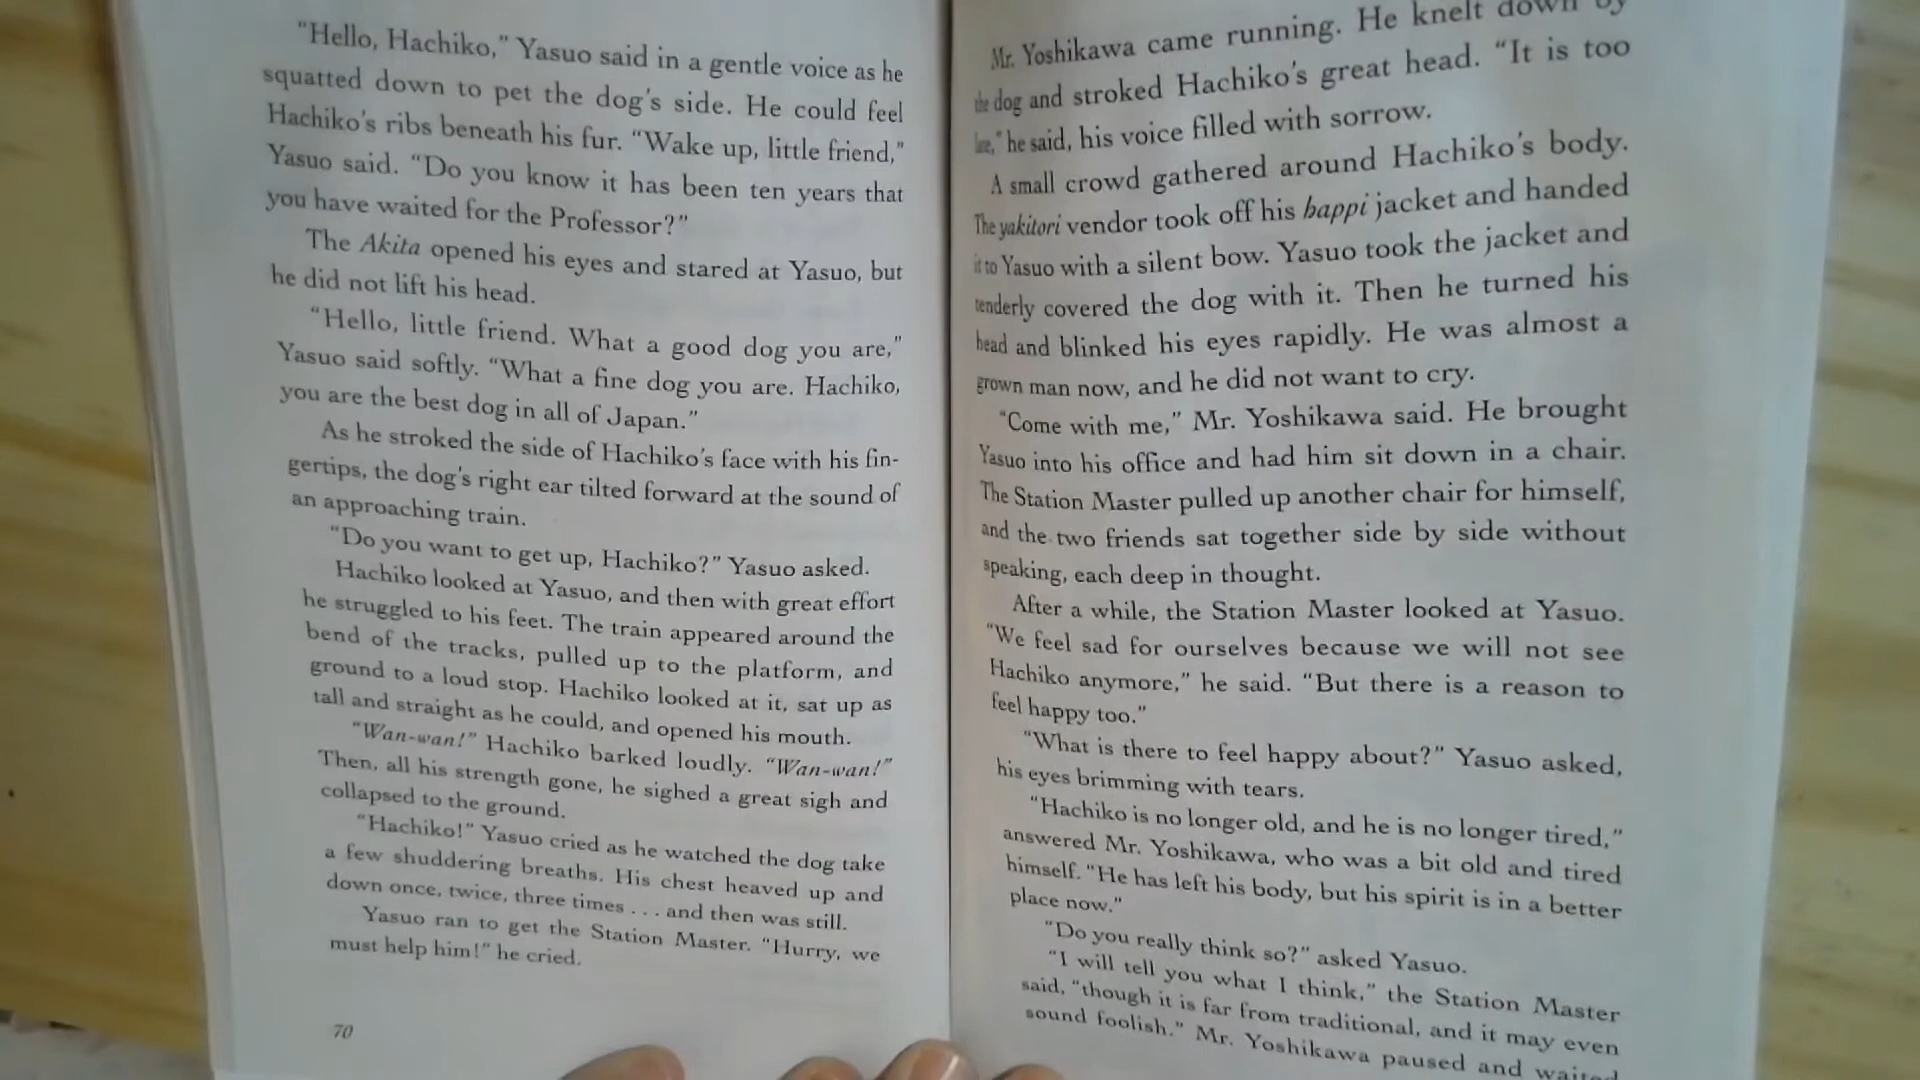 "Hello, Hachiko," Yasuo said in a gentle voice as he
squatted down to pet the dog's side. He could feel
Hachiko's ribs beneath his fur. "Wake up, little friend,"
Yasuo said. "Do you know it has been ten years that
you have waited for the Professor?"
The Akita opened his eyes and stared at Yasuo, but
he did not lift his head.
"Hello, little friend. What a good dog you are,"
Yasuo said softly. "What a fine dog you are. Hachiko,
you are the best dog in all of Japan."
As he stroked the side of Hachiko's face with his fin-
gertips, the dog's right ear tilted forward at the sound of
an approaching train.
"Do you want to get up, Hachiko?" Yasuo asked.
Hachiko looked at Yasuo, and then with great effort
he struggled to his feet. The train appeared around the
bend of the tracks, pulled up to the platform, and
ground to a loud stop. Hachiko looked at it, sat up as
tall and straight as he could, and opened his mouth.
"Wan-wan!" Hachiko barked loudly. "Wan-wan!"
Then, all his strength gone, he sighed a great sigh and
collapsed to the ground.
"Hachiko!" Yasuo cried as he watched the dog take
a few shuddering breaths. His chest heaved up and
down once, twice, three times . . . and then was still.
Yasuo ran to get the Station Master. "Hurry, we
must help him!" he cried.
70
Mr. Yoshikawa came running. He knelt down by
the dog and stroked Hachiko's great head. "It is too
late," he said, his voice filled with sorrow.
A small crowd gathered around Hachiko's body.
The yakitori vendor took off his happi jacket and handed
it to Yasuo with a silent bow. Yasuo took the jacket and
tenderly covered the dog with it. Then he turned his
head and blinked his eyes rapidly. He was almost a
grown man now, and he did not want to cry.
"Come with me," Mr. Yoshikawa said. He brought
Yasuo into his office and had him sit down in a chair.
The Station Master pulled up another chair for himself,
and the two friends sat together side by side without
speaking, each deep in thought.
After a while, the Station Master looked at Yasuo.
"We feel sad for ourselves because we will not see
Hachiko anymore," he said. "But there is a reason to
feel happy too."
"What is there to feel happy about?" Yasuo asked,
his eyes brimming with tears.
"Hachiko is no longer old, and he is no longer tired,"
answered Mr. Yoshikawa, who was a bit old and tired
himself. "He has left his body, but his spirit is in a better
place now."
"Do you really think so?" asked Yasuo.
"I will tell you what I think," the Station Master
said, "though it is far from traditional, and it may even
sound foolish." Mr. Yoshikawa paused and waited